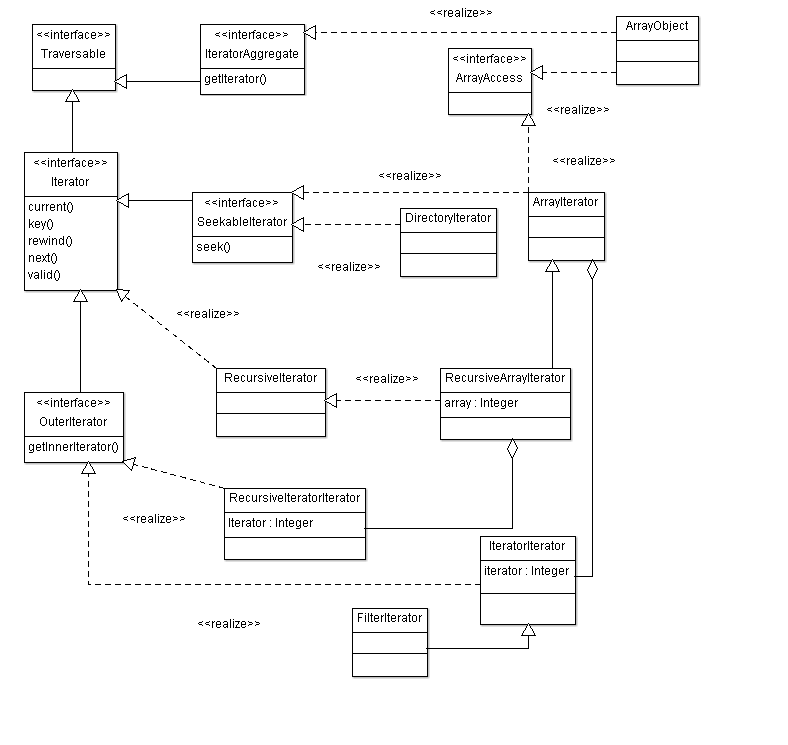 <<realize>>
<<interface>>
Traversable
<<interface>>
IteratorAggregate
getIterator()
ArrayObject
<<interface>>
ArrayAccess
<<realize>>
<<realize>>
<<interface>>
Iterator
current()
key()
rewind()
next()
valid()
<<realize>>
<<interface>>
SeekableIterator
seek()
DirectoryIterator
ArrayIterator
<<realize>>
<<realize>>
RecursiveIterator
<<realize>>
RecursiveArrayIterator
array : Integer
<<interface>>
OuterIterator
getInnerIterator()
RecursiveIteratorIterator
Iterator : Integer
<<realize>>
IteratorIterator
iterator : Integer
FilterIterator
<<realize>>